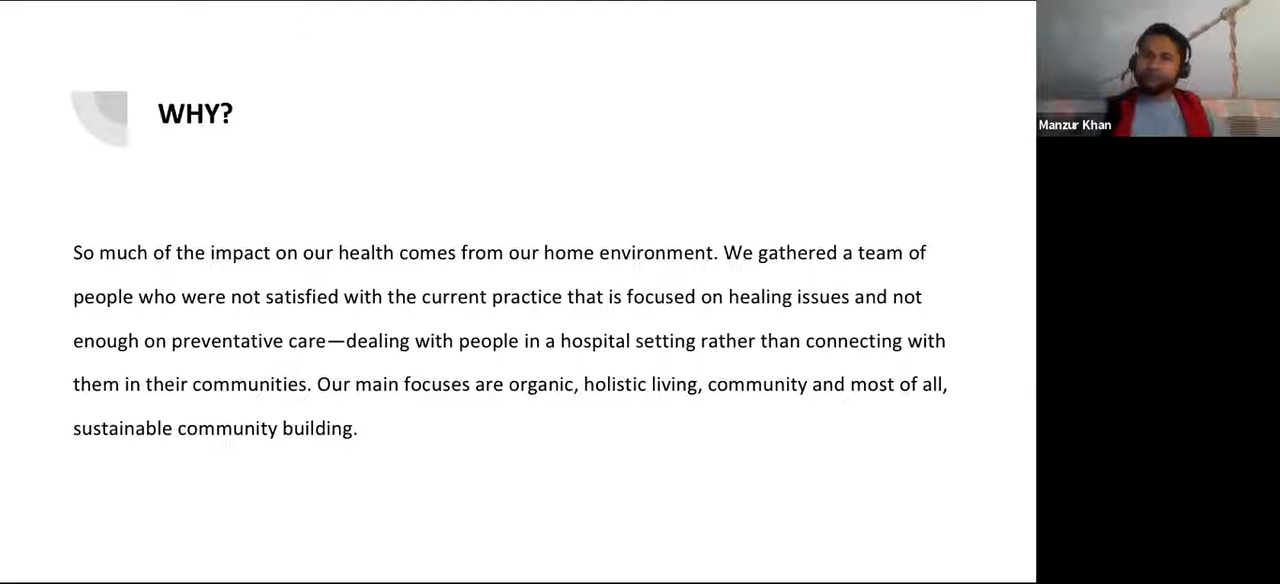 WHY?
So much of the impact on our health comes from our home environment. We gathered a team of
people who were not satisfied with the current practice that is focused on healing issues and not
enough on preventative care—dealing with people in a hospital setting rather than connecting with
them in their communities. Our main focuses are organic, holistic living, community and most of all,
sustainable community building.
Manzur Khan